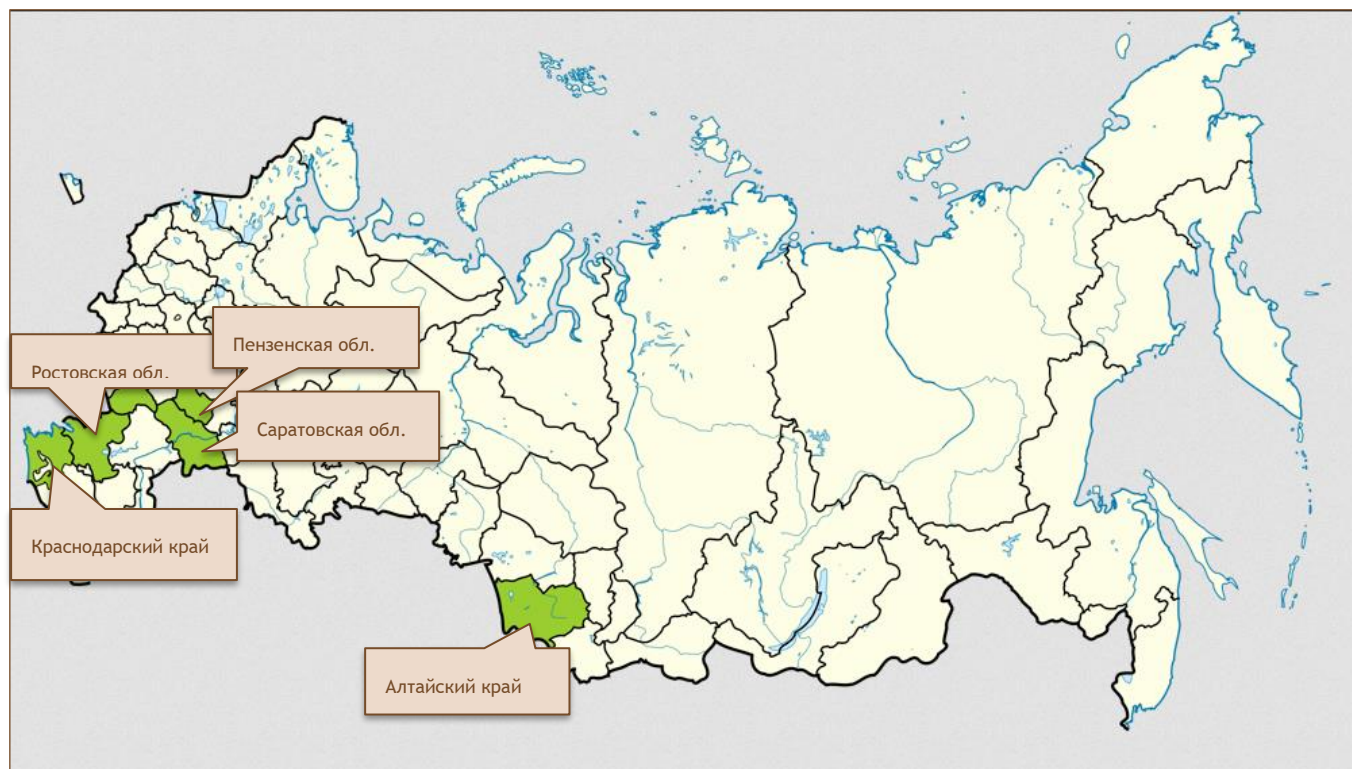 Пензенская обл.
Ростовская обл.
Саратовская обл.
Краснодарский край
Алтайский край